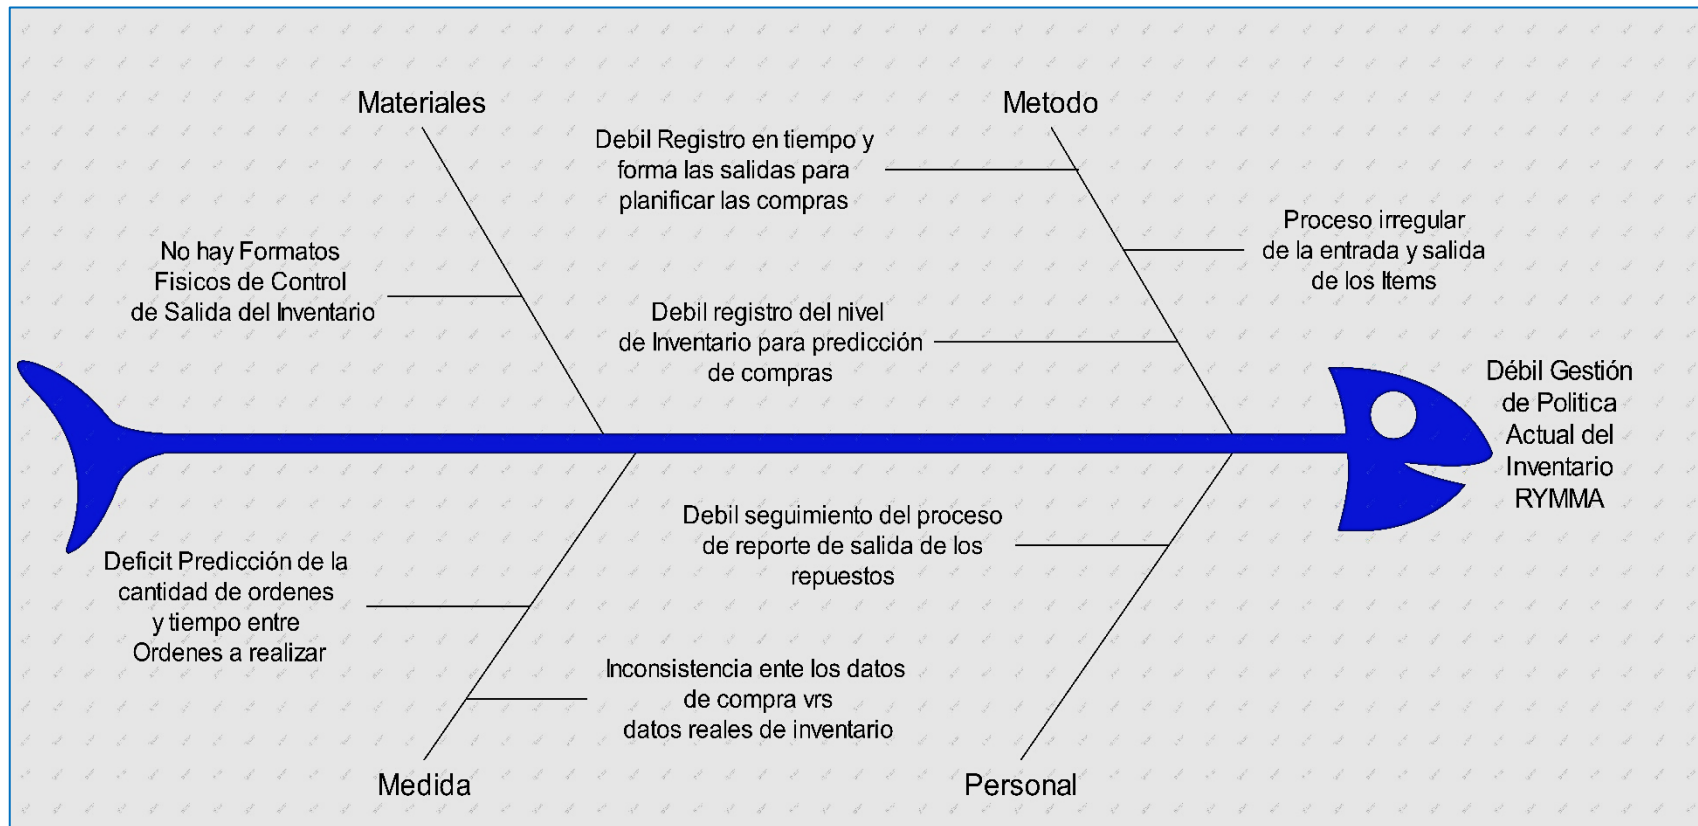 Materiales
No hay Formatos
Fisicos de Control
de Salida del Inventario
Metodo
Debil Registro en tiempo y
forma las salidas para
planificar las compras
Proceso irregular
de la entrada y salida
de los Items
Debil registro del nivel
de Inventario para predicción
de compras
Débil Gestión
de Politica
Actual del
Inventario
RYMMA
Deficit Predicción de la
cantidad de ordenes
y tiempo entre
Ordenes a realizar
Inconsistencia ente los datos
de compra vrs
datos reales de inventario
Medida
Debil seguimiento del proceso
de reporte de salida de los
repuestos
Personal